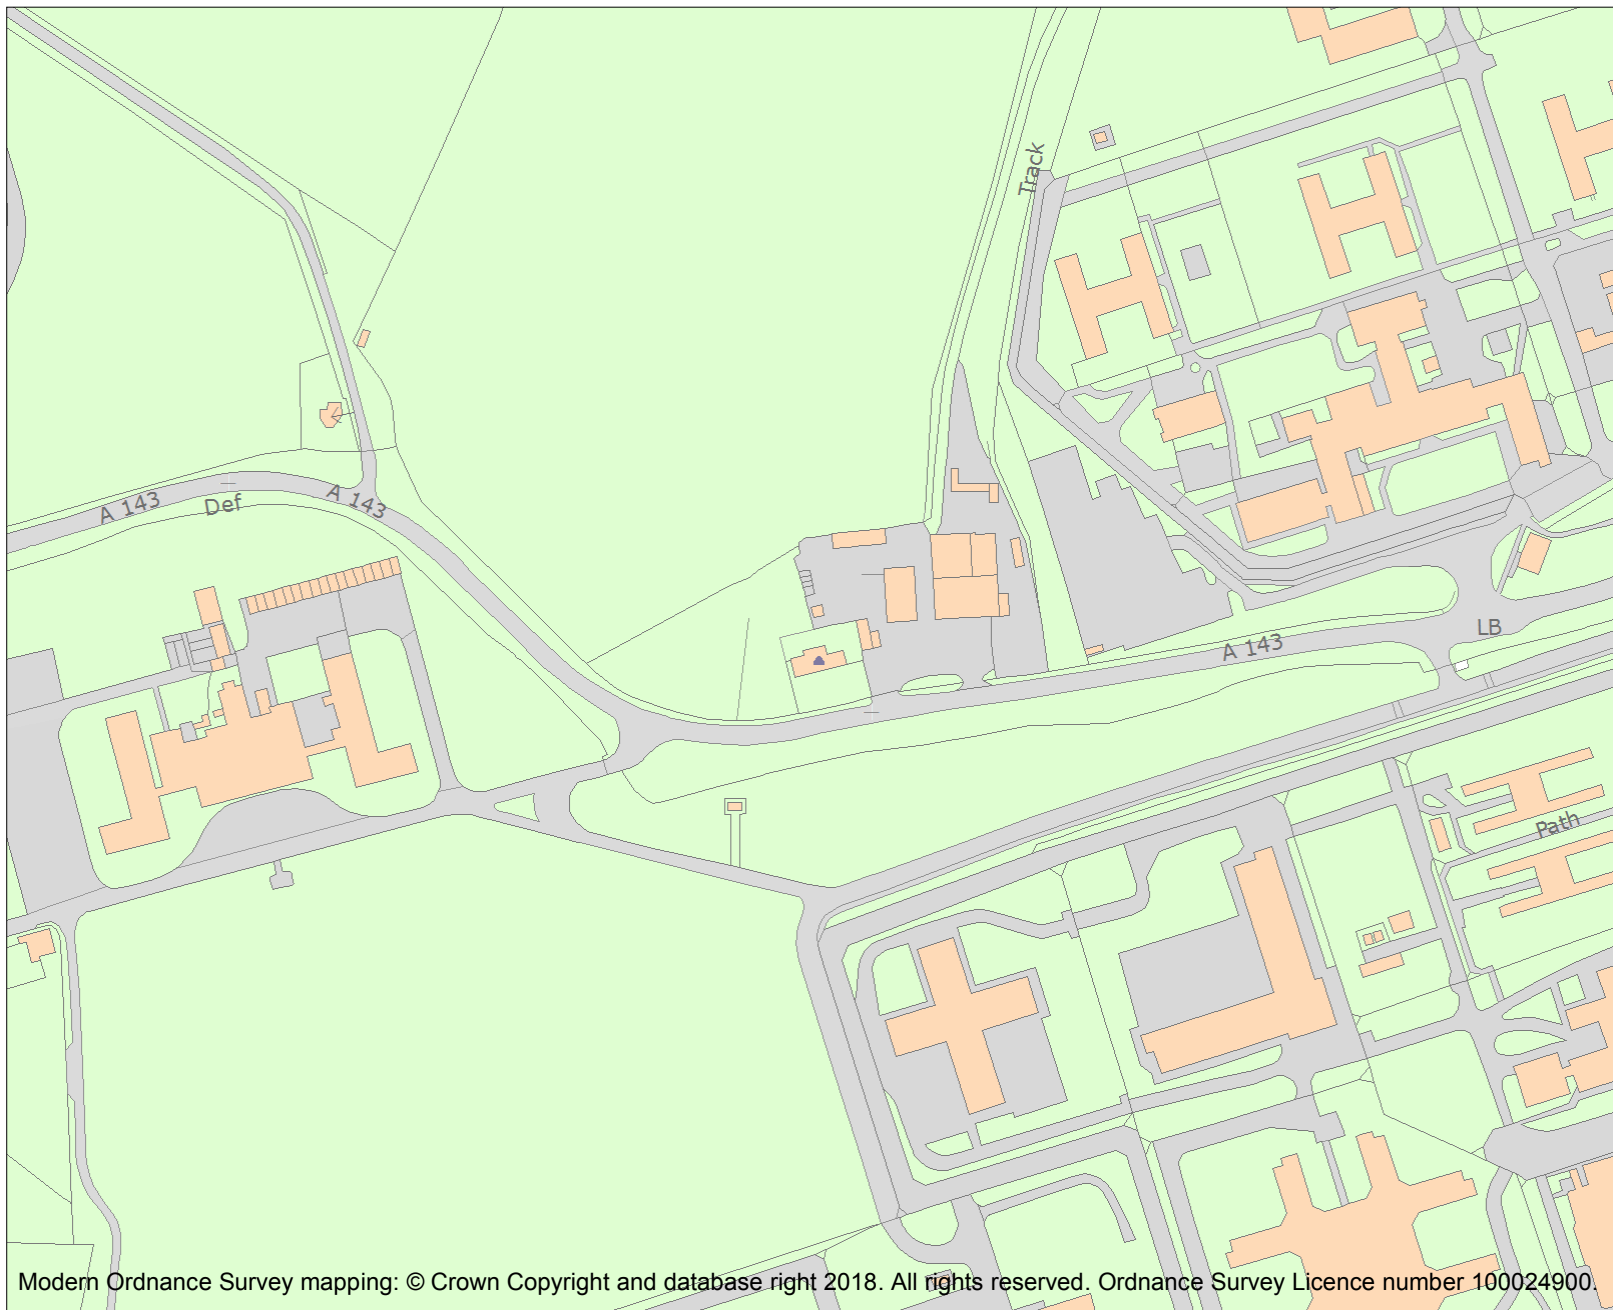 Track
A 143
Def
A 143
A 143
LB
Path
Modern Ordnance Survey mapping: © Crown Copyright and database right 2018. All rights reserved. Ordnance Survey Licence number 100024900.